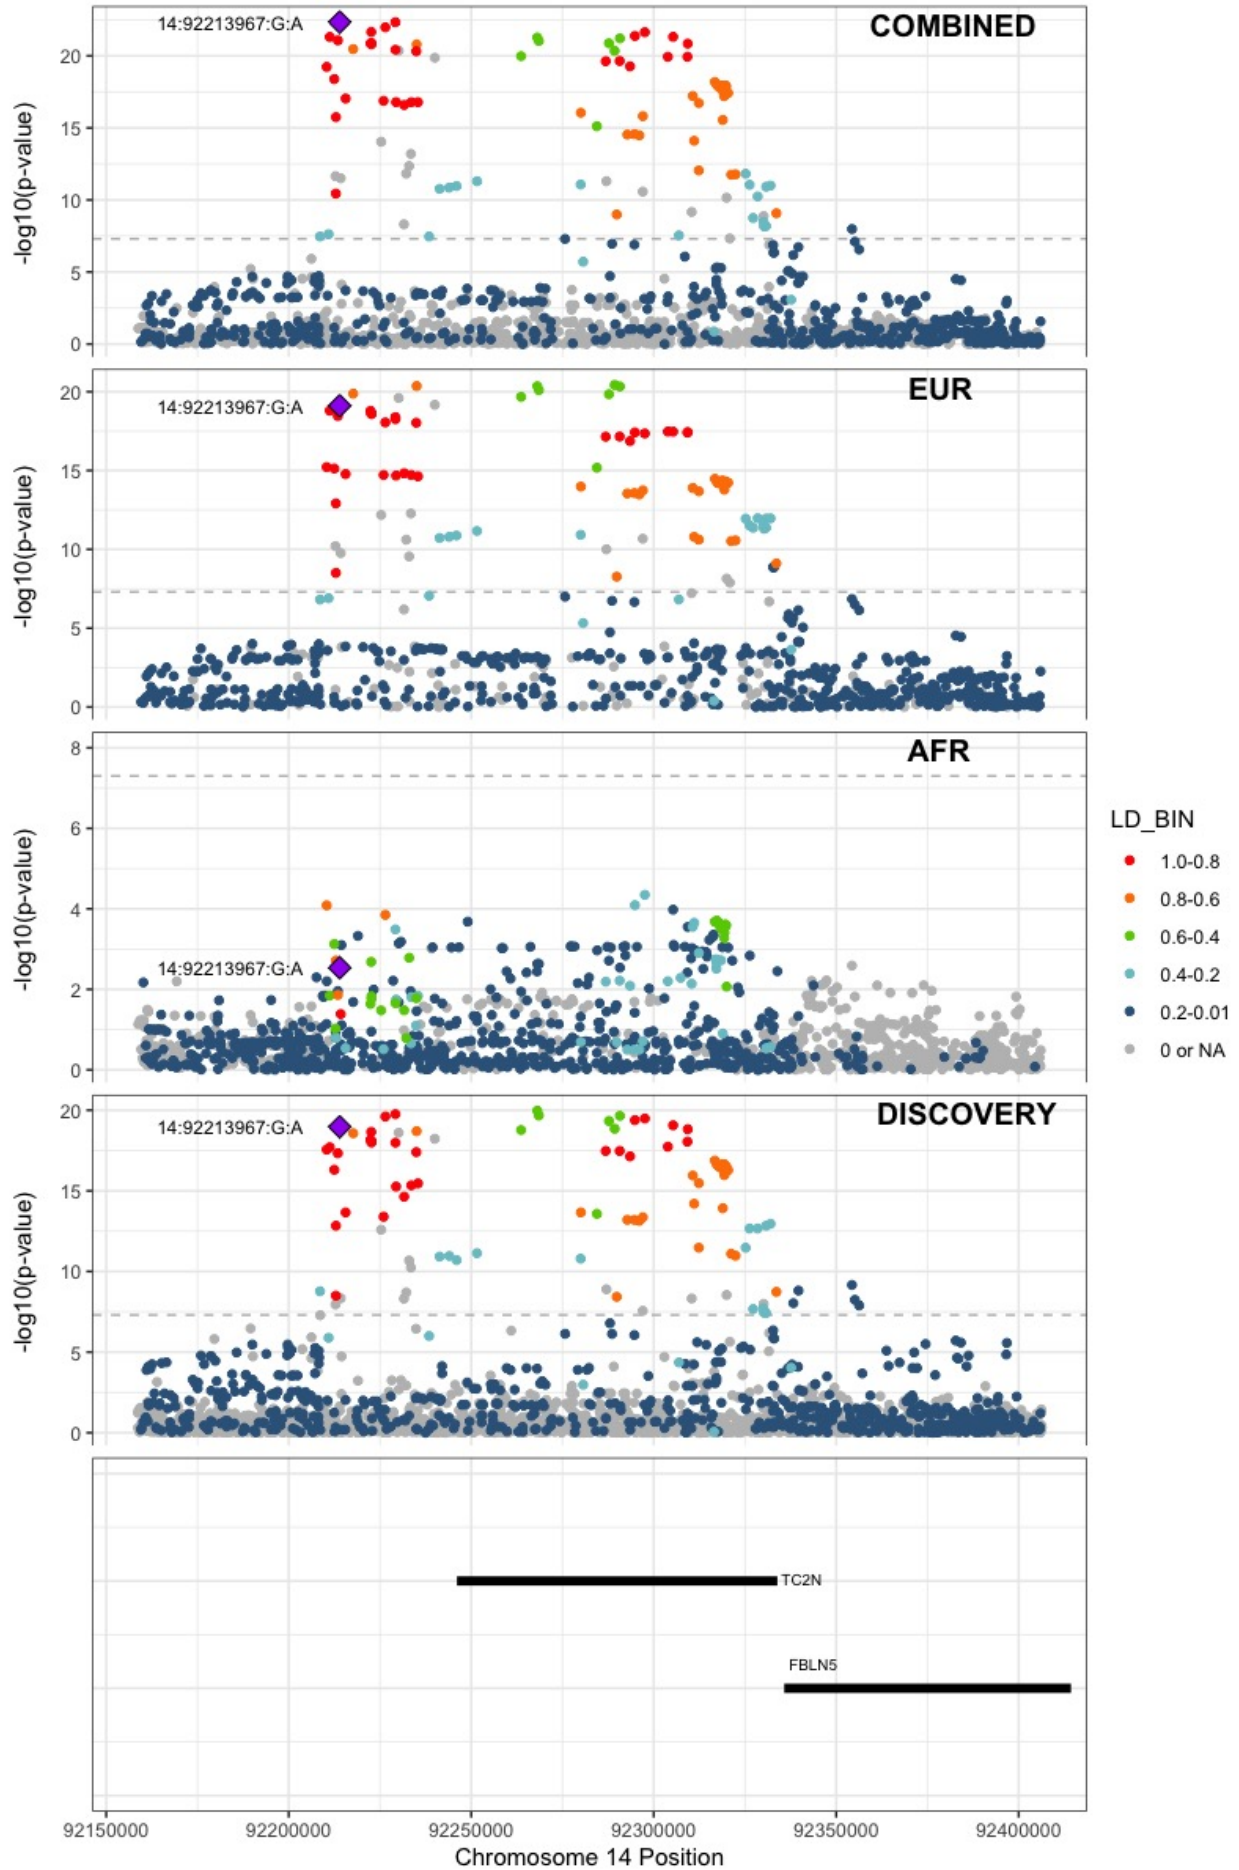 COMBINED
14:92213967:G:A
-log10(p-value)
20
15
10
5
0
EUR
14:92213967:G:A
-log10(p-value)
20
15
10
5
0
AFR
14:92213967:G:A
-log10(p-value)
8
6
4
2
0
LD_BIN
1.0-0.8
0.8-0.6
0.6-0.4
0.4-0.2
0.2-0.01
0 or NA
DISCOVERY
14:92213967:G:A
-log10(p-value)
20
15
10
5
0
TC2N
FBLN5
92150000 92200000 92250000 92300000 92350000 92400000
Chromosome 14 Position